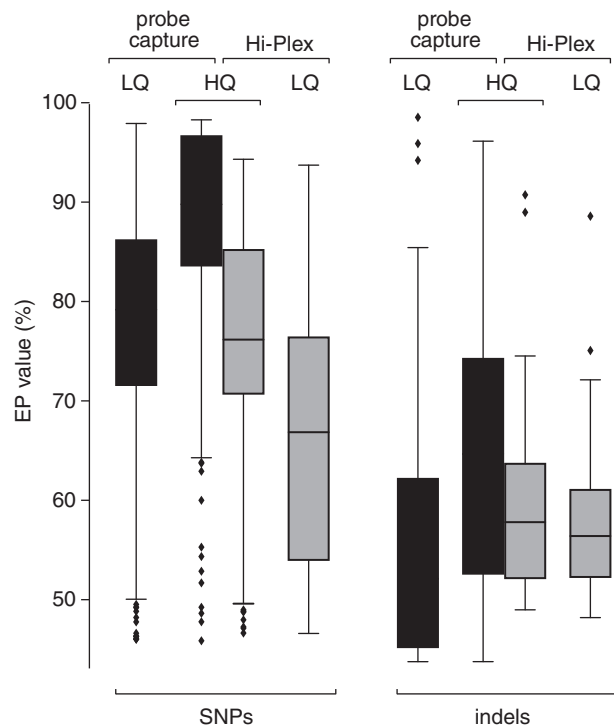 probe capture
Hi-Plex
probe capture
Hi-Plex
LQ
HQ
LQ
LQ
HQ
LQ
100
90
80
70
60
50
EP value (%)
SNPs
indels